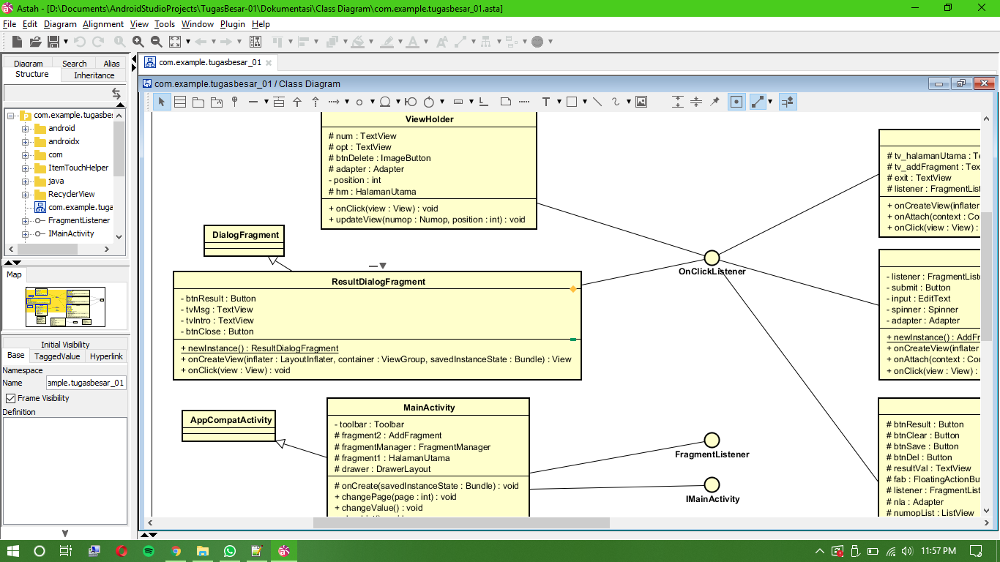 Astah - [D:\Documents\AndroidStudioProjects\TugasBesar-01\Dokumentasi\Class Diagram\com.example.tugasbesar_01.asta]
File Edit Diagram Alignment View Tools Window Plugin Help
Diagram Search Alias
Structure Inheritance
com.example.tugasbe
android
androidx
com
ItemTouchHelper
java
RecyclerView
com.example.tuga
FragmentListener
IMainActivity
Map
Initial Visibility
Base TaggedValue Hyperlink
Namespace
Name ample.tugasbesar_01
Frame Visibility
Definition
com.example.tugasbesar_01
com.example.tugasbesar_01 / Class Diagram
ViewHolder
# num : TextView
# opt : TextView
# btnDelete : ImageButton
# adapter : Adapter
- position : int
# hm : HalamanUtama
+ onClick(view : View) : void
+ updateView(numop : Numop, position : int) : void
DialogFragment
ResultDialogFragment
- btnResult : Button
- tvMsg : TextView
- tvIntro : TextView
- btnClose : Button
+ newInstance() : ResultDialogFragment
+ onCreateView(inflater : LayoutInflater, container : ViewGroup, savedInstanceState : Bundle) : View
+ onClick(view : View) : void
AppCompatActivity
MainActivity
- toolbar : Toolbar
# fragment2 : AddFragment
# fragmentManager : FragmentManager
# fragment1 : HalamanUtama
# drawer : DrawerLayout
# onCreate(savedInstanceState : Bundle) : void
+ changePage(page : int) : void
+ changeValue() : void
OnClickListener
FragmentListener
IMainActivity
# tv_halamanUtama : Te
# tv_addFragment : Tex
# exit : TextView
# listener : FragmentList
+ onCreateView(inflater
+ onAttach(context : Co
+ onClick(view : View) :
- listener : FragmentListe
- submit : Button
- input : EditText
- spinner : Spinner
- adapter : Adapter
+ newInstance() : AddFr
+ onCreateView(inflater
+ onAttach(context : Co
+ onClick(view : View) :
# btnResult : Button
# btnClear : Button
# btnSave : Button
# btnDel : Button
# resultVal : TextView
# fab : FloatingActionBu
# listener : FragmentList
# nla : Adapter
# numopList : ListView
11:57 PM